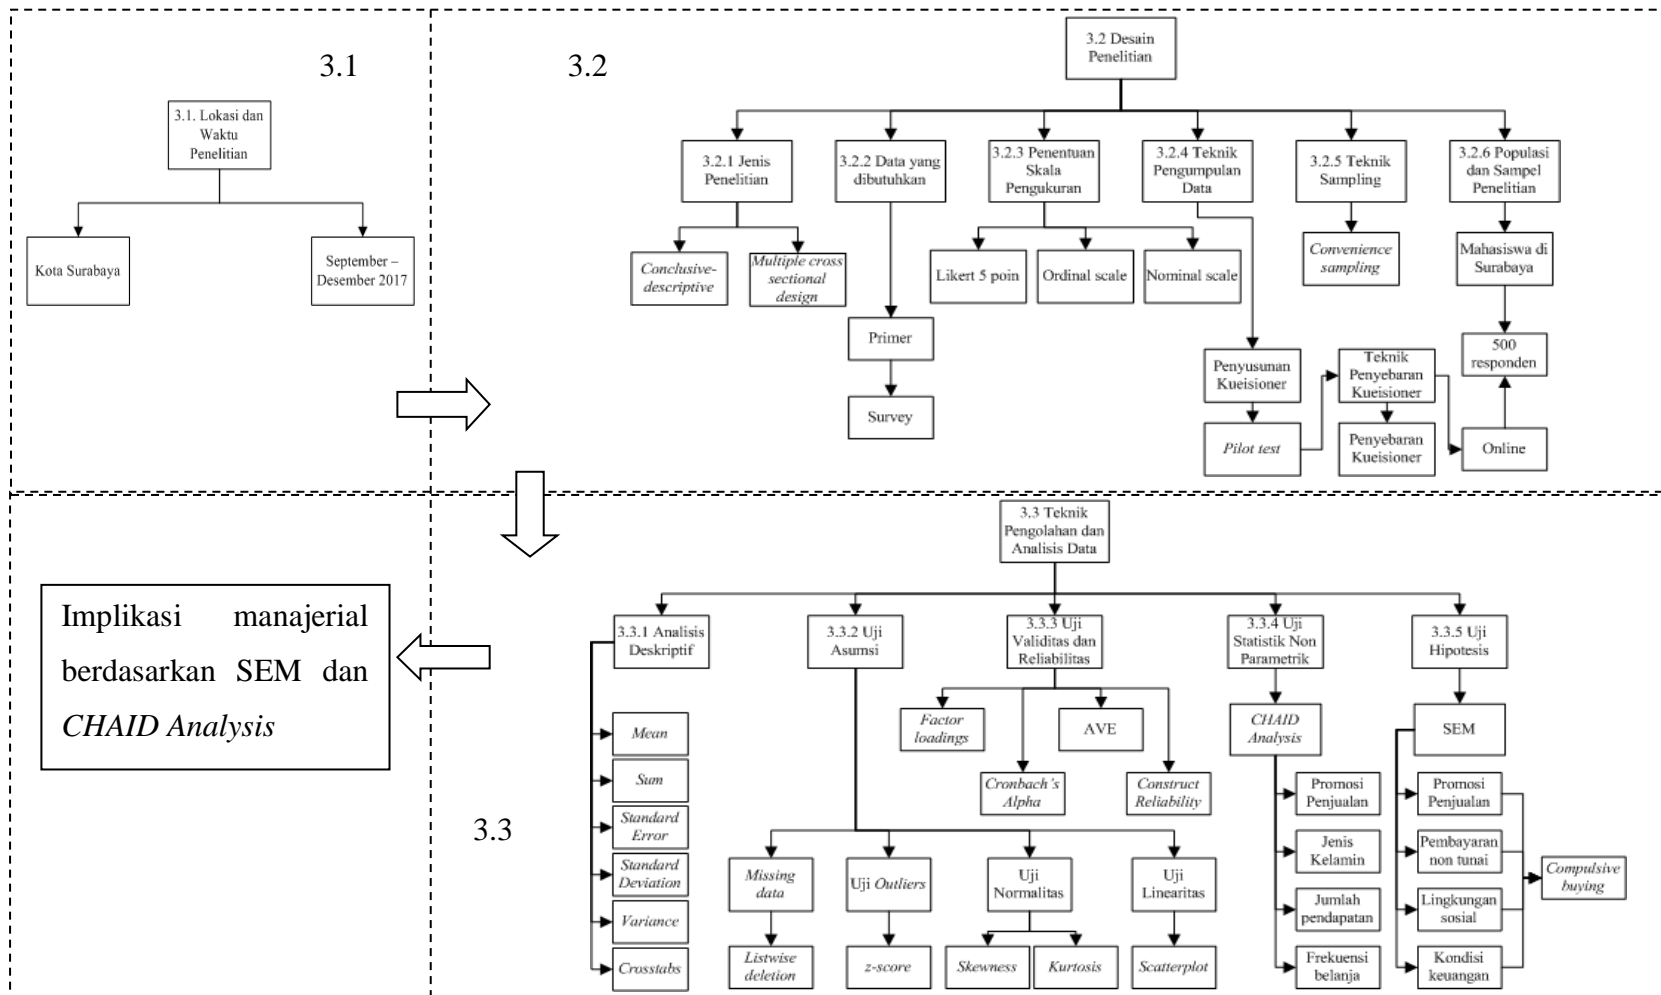 3.1
3.1. Lokasi dan
Waktu
Penelitian
Kota Surabaya
September –
Desember 2017
3.2
3.2 Desain
Penelitian
3.2.1 Jenis
Penelitian
Conclusive-
descriptive
Multiple cross
sectional
design
3.2.2 Data yang
dibutuhkan
Primer
Survey
3.2.3 Penentuan
Skala
Pengukuran
Likert 5 poin
Ordinal scale
Nominal scale
3.2.4 Teknik
Pengumpulan
Data
Penyusunan
Kueisioner
Pilot test
Teknik
Penyebaran
Kueisioner
Penyebaran
Kueisioner
Online
3.2.5 Teknik
Sampling
Convenience
sampling
3.2.6 Populasi
dan Sampel
Penelitian
Mahasiswa di
Surabaya
500
responden
3.3
3.3 Teknik
Pengolahan dan
Analisis Data
3.3.1 Analisis
Deskriptif
Mean
Sum
Standard
Error
Standard
Deviation
Variance
Crosstabs
3.3.2 Uji
Asumsi
Missing
data
Listwise
deletion
Uji Outliers
z-score
Uji
Normalitas
Skewness
Kurtosis
Uji
Linearitas
Scatterplot
3.3.3 Uji
Validitas dan
Reliabilitas
Factor
loadings
Cronbach's
Alpha
AVE
Construct
Reliability
3.3.4 Uji
Statistik Non
Parametrik
CHAID
Analysis
Promosi
Penjualan
Jenis
Kelamin
Jumlah
pendapatan
Frekuensi
belanja
3.3.5 Uji
Hipotesis
SEM
Promosi
Penjualan
Pembayaran
non tunai
Lingkungan
sosial
Kondisi
keuangan
Compulsive
buying
Implikasi manajerial
berdasarkan SEM dan
CHAID Analysis